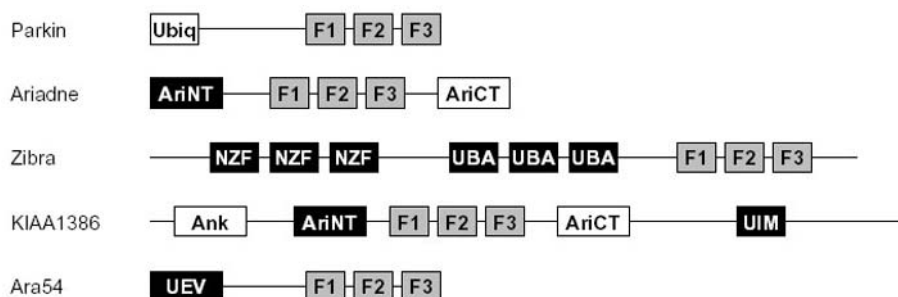 Parkin Ubiq F1 F2 F3
Ariadne AriNT F1 F2 F3 AriCT
Zibra NZF NZF NZF UBA UBA UBA F1 F2 F3
KIAA1386 Ank AriNT F1 F2 F3 AriCT UIM
Ara54 UEV F1 F2 F3